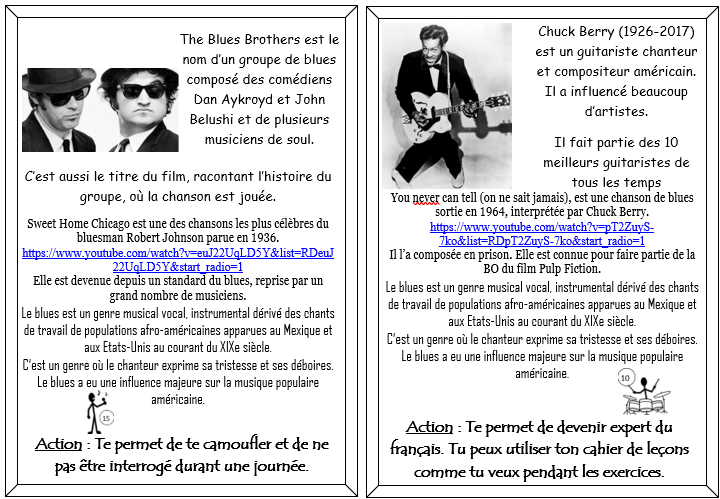 The Blues Brothers est le
nom d'un groupe de blues
composé des comédiens
Dan Aykroyd et John
Belushi et de plusieurs
musiciens de soul.
C'est aussi le titre du film, racontant l'histoire du
groupe, où la chanson est jouée.
Sweet Home Chicago est une des chansons les plus célèbres du
bluesman Robert Johnson parue en 1936.
https://www.youtube.com/watch?v=euJ22UqLD5Y&list=RDeuJ
22UqLD5Y&start_radio=1
Elle est devenue depuis un standard du blues, reprise par un
grand nombre de musiciens.
Le blues est un genre musical vocal, instrumental dérivé des chants
de travail de populations afro-américaines apparues au Mexique et
aux Etats-Unis au courant du XIXe siècle.
C'est un genre où le chanteur exprime sa tristesse et ses déboires.
Le blues a eu une influence majeure sur la musique populaire
américaine.
15
Action : Te permet de te camoufler et de ne
pas être interrogé durant une journée.
Chuck Berry (1926-2017)
est un guitariste chanteur
et compositeur américain.
Il a influencé beaucoup
d'artistes.
Il fait partie des 10
meilleurs guitaristes de
tous les temps
You never can tell (on ne sait jamais), est une chanson de blues
sortie en 1964, interprétée par Chuck Berry.
https://www.youtube.com/watch?v=pT2ZuyS-
7ko&list=RDpT2ZuyS-7ko&start_radio=1
Il l'a composée en prison. Elle est connue pour faire partie de la
BO du film Pulp Fiction.
Le blues est un genre musical vocal, instrumental dérivé des chants
de travail de populations afro-américaines apparues au Mexique et
aux Etats-Unis au courant du XIXe siècle.
C'est un genre où le chanteur exprime sa tristesse et ses déboires.
Le blues a eu une influence majeure sur la musique populaire
américaine.
10
Action : Te permet de devenir expert du
français. Tu peux utiliser ton cahier de leçons
comme tu veux pendant les exercices.